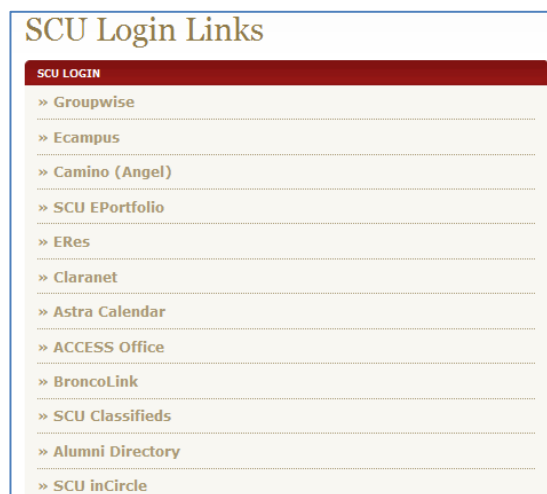 SCU Login Links
SCU LOGIN
» Groupwise
» Ecampus
» Camino (Angel)
» SCU EPortfolio
» ERes
» Claranet
» Astra Calendar
» ACCESS Office
» BroncoLink
» SCU Classifieds
» Alumni Directory
» SCU inCircle